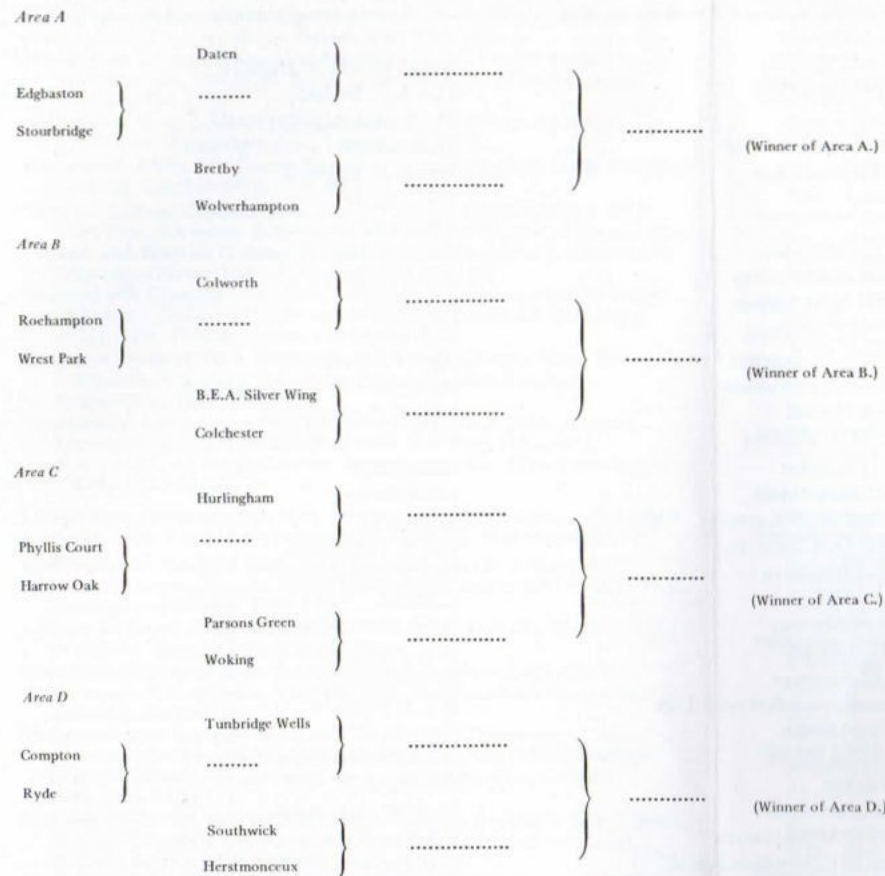 Area A
Daten
..........
Edgbaston
Stourbridge
................
..............
(Winner of Area A.)
Bretby
Wolverhampton
................
Area B
Colworth
..........
Roehampton
Wrest Park
................
..............
(Winner of Area B.)
B.E.A. Silver Wing
Colchester
................
Area C
Hurlingham
..........
Phyllis Court
Harrow Oak
................
..............
(Winner of Area C.)
Parsons Green
Woking
................
Area D
Tunbridge Wells
..........
Compton
Ryde
................
..............
(Winner of Area D.)
Southwick
Herstmonceux
................